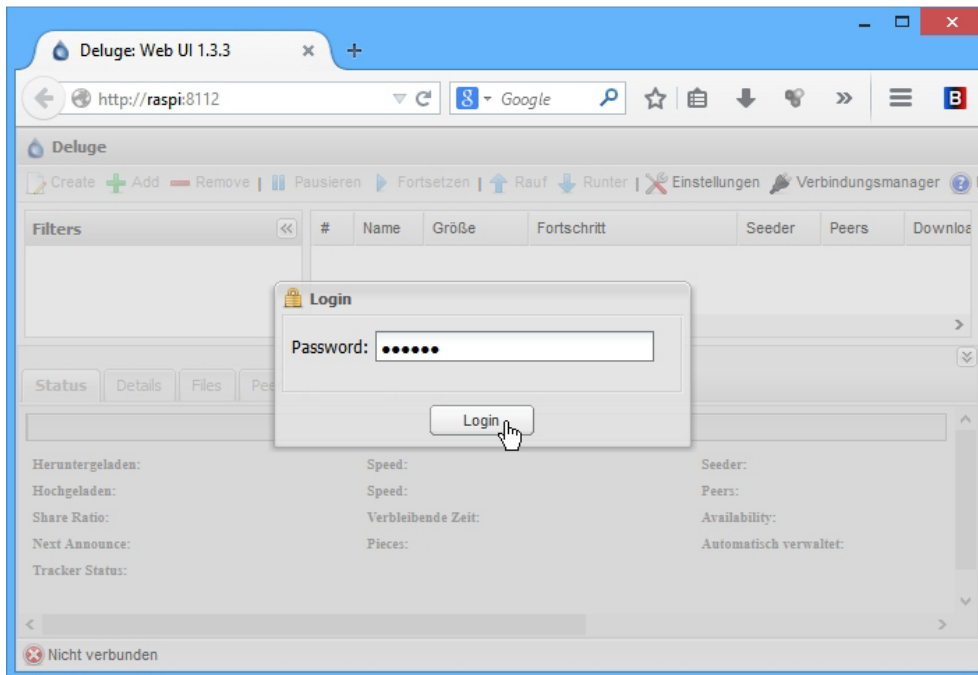 Deluge: Web UI 1.3.3
http://raspi:8112 Google
Deluge
Create Add Remove | Pausieren Fortsetzen | Rauf Runter | Einstellungen Verbindungsmanager
Filters # Name Größe Fortschritt Seeder Peers Downloa
Login
Password: ●●●●●●
Login
Status Details Files Pee
Heruntergeladen: Speed: Seeder:
Hochgeladen: Speed: Peers:
Share Ratio: Verbleibende Zeit: Availability:
Next Announce: Pieces: Automatisch verwaltet:
Tracker Status:
Nicht verbunden